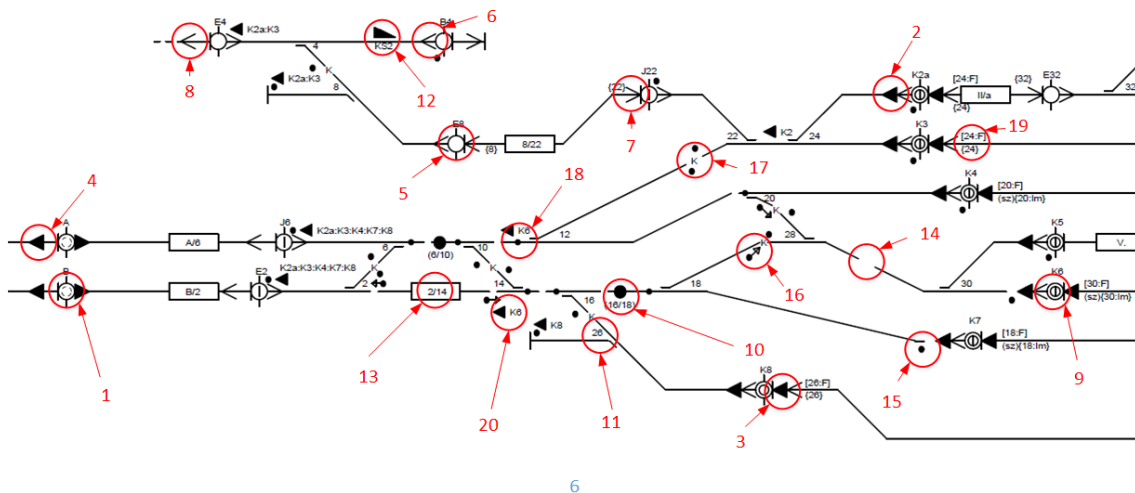 E4 K2a:K3 6 B4
KS2
4
K
8
12
K2a:K3
8
E8
{8}
8/22
5
{22}
J22
7
22
K2
24
2
K2a
[24:F]
{24}
II/a
{32}
E32
32
K3
[24:F]
{24}
19
K
17
4
18
A
A/6
J6
K2a:K3:K4:K7:K8
6
(6/10)
10
K6
12
20
K
28
K4
[20:F]
(sz){20:Im}
14
K5
V.
B
B/2
E2
K2a:K3:K4:K7:K8
2
K
2/14
K
14
K6
16
K
26
K8
(16/18)
18
K
16
30
K6
[30:F]
(sz){30:Im}
K7
[18:F]
(sz){18:Im}
K8
[26:F]
{26}
1
13
20
11
10
3
15
9
6